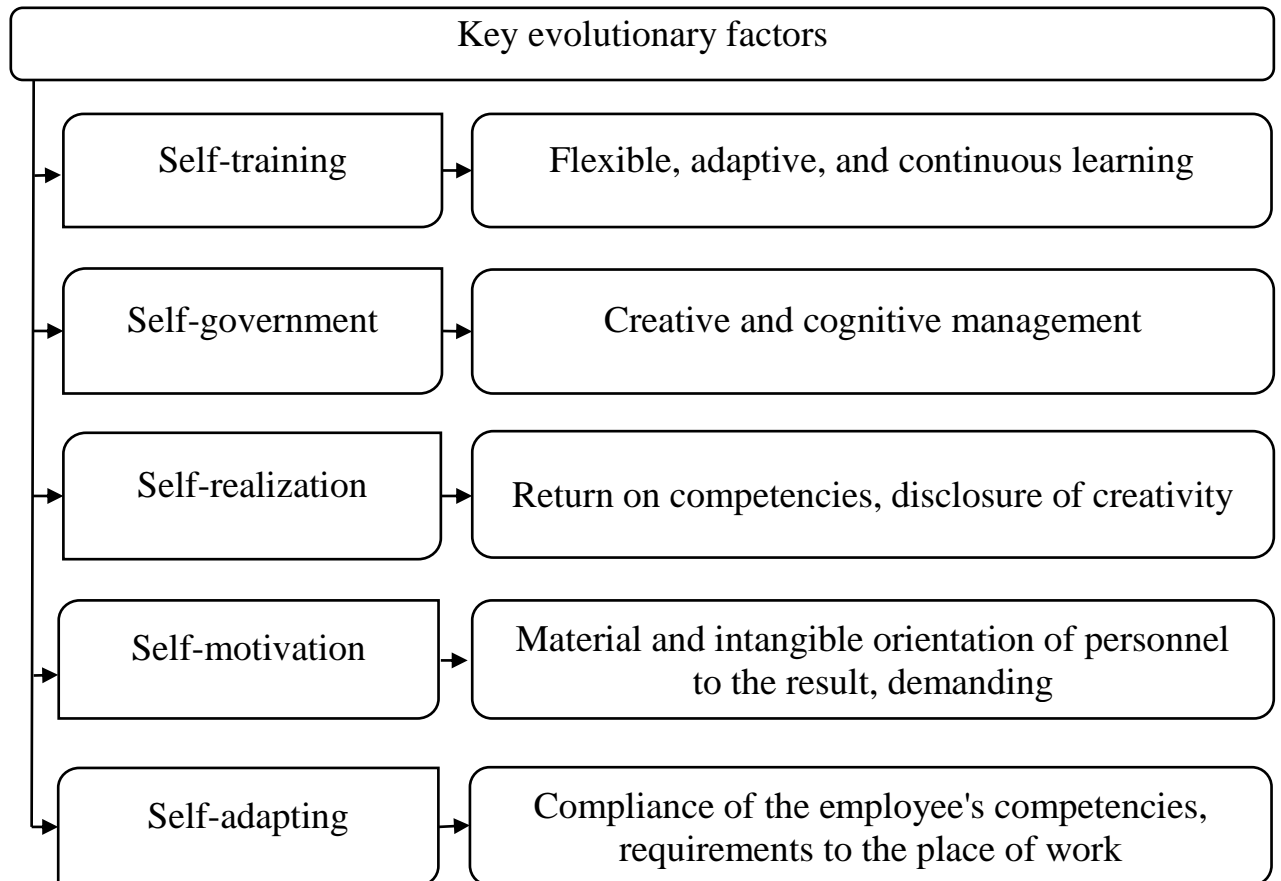 Key evolutionary factors
Self-training
Flexible, adaptive, and continuous learning
Self-government
Creative and cognitive management
Self-realization
Return on competencies, disclosure of creativity
Self-motivation
Material and intangible orientation of personnel
to the result, demanding
Self-adapting
Compliance of the employee's competencies,
requirements to the place of work